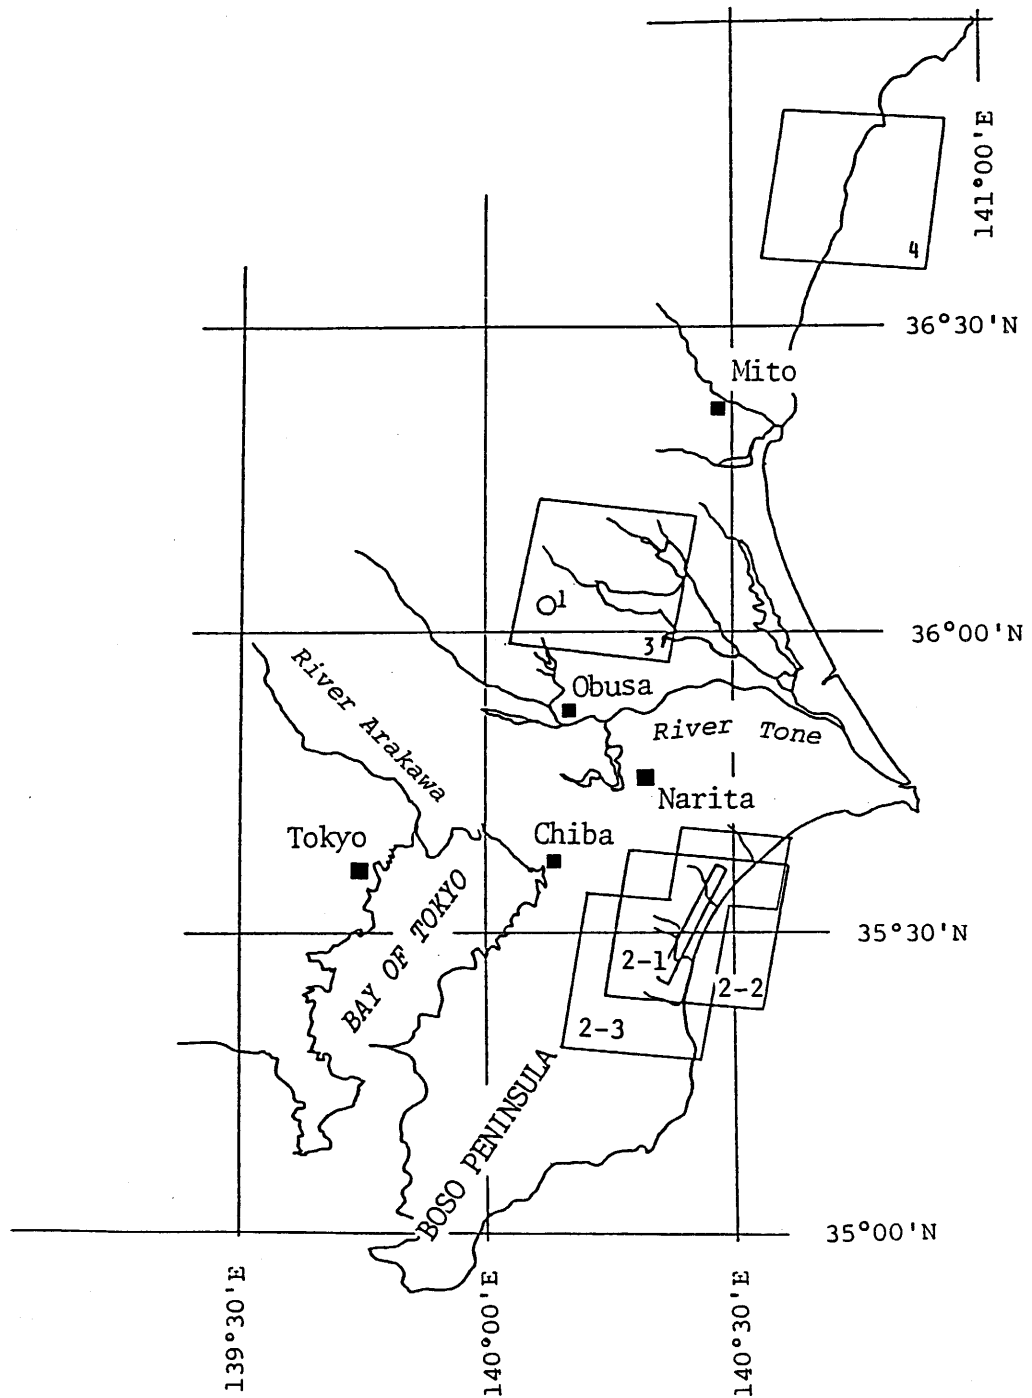 141°00'E
4
36°30'N
Mito
1
3
36°00'N
River Arakawa
Obusa
River Tone
Narita
Tokyo
Chiba
BAY OF TOKYO
35°30'N
2-1
2-2
2-3
BOSO PENINSULA
35°00'N
139°30'E
140°00'E
140°30'E